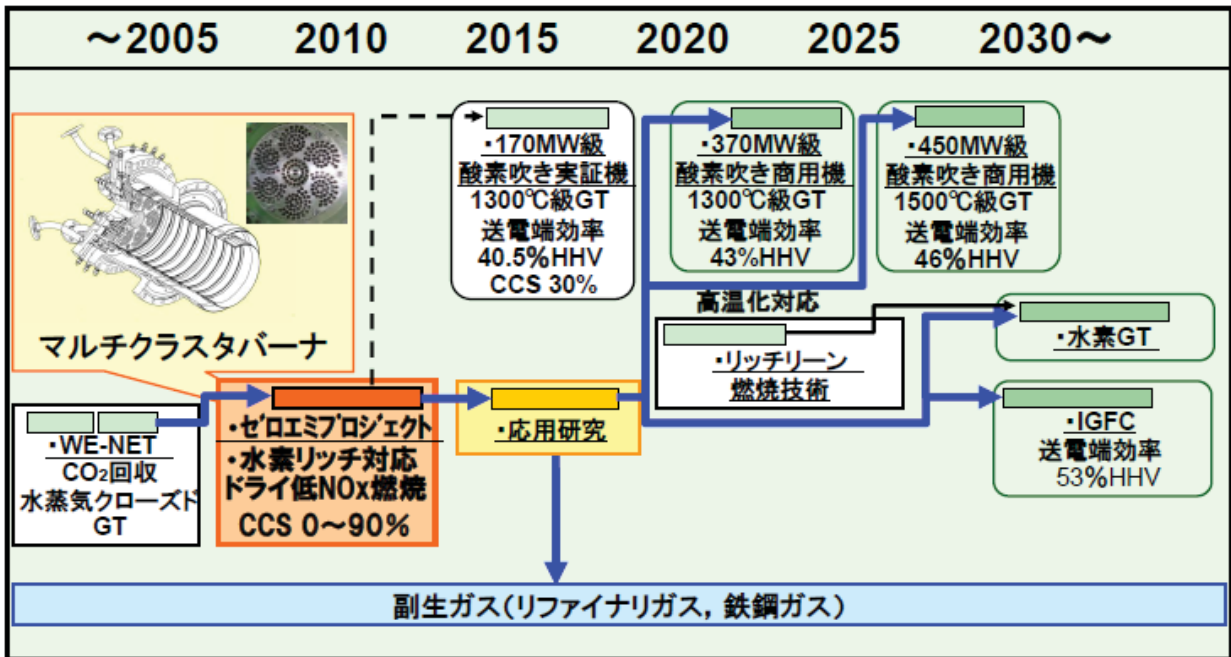 ～2005 2010 2015 2020 2025 2030～
マルチクラスタバーナ
・WE-NET
CO₂回収
水蒸気クローズド
GT
・ゼロエミプロジェクト
・水素リッチ対応
ドライ低NOx燃焼
CCS 0～90%
・170MW級
酸素吹き実証機
1300℃級GT
送電端効率
40.5%HHV
CCS 30%
・応用研究
・370MW級
酸素吹き商用機
1300℃級GT
送電端効率
43%HHV
・450MW級
酸素吹き商用機
1500℃級GT
送電端効率
46%HHV
高温化対応
・リッチリーン
燃焼技術
・水素GT
・IGFC
送電端効率
53%HHV
副生ガス（リファイナリガス，鉄鋼ガス）